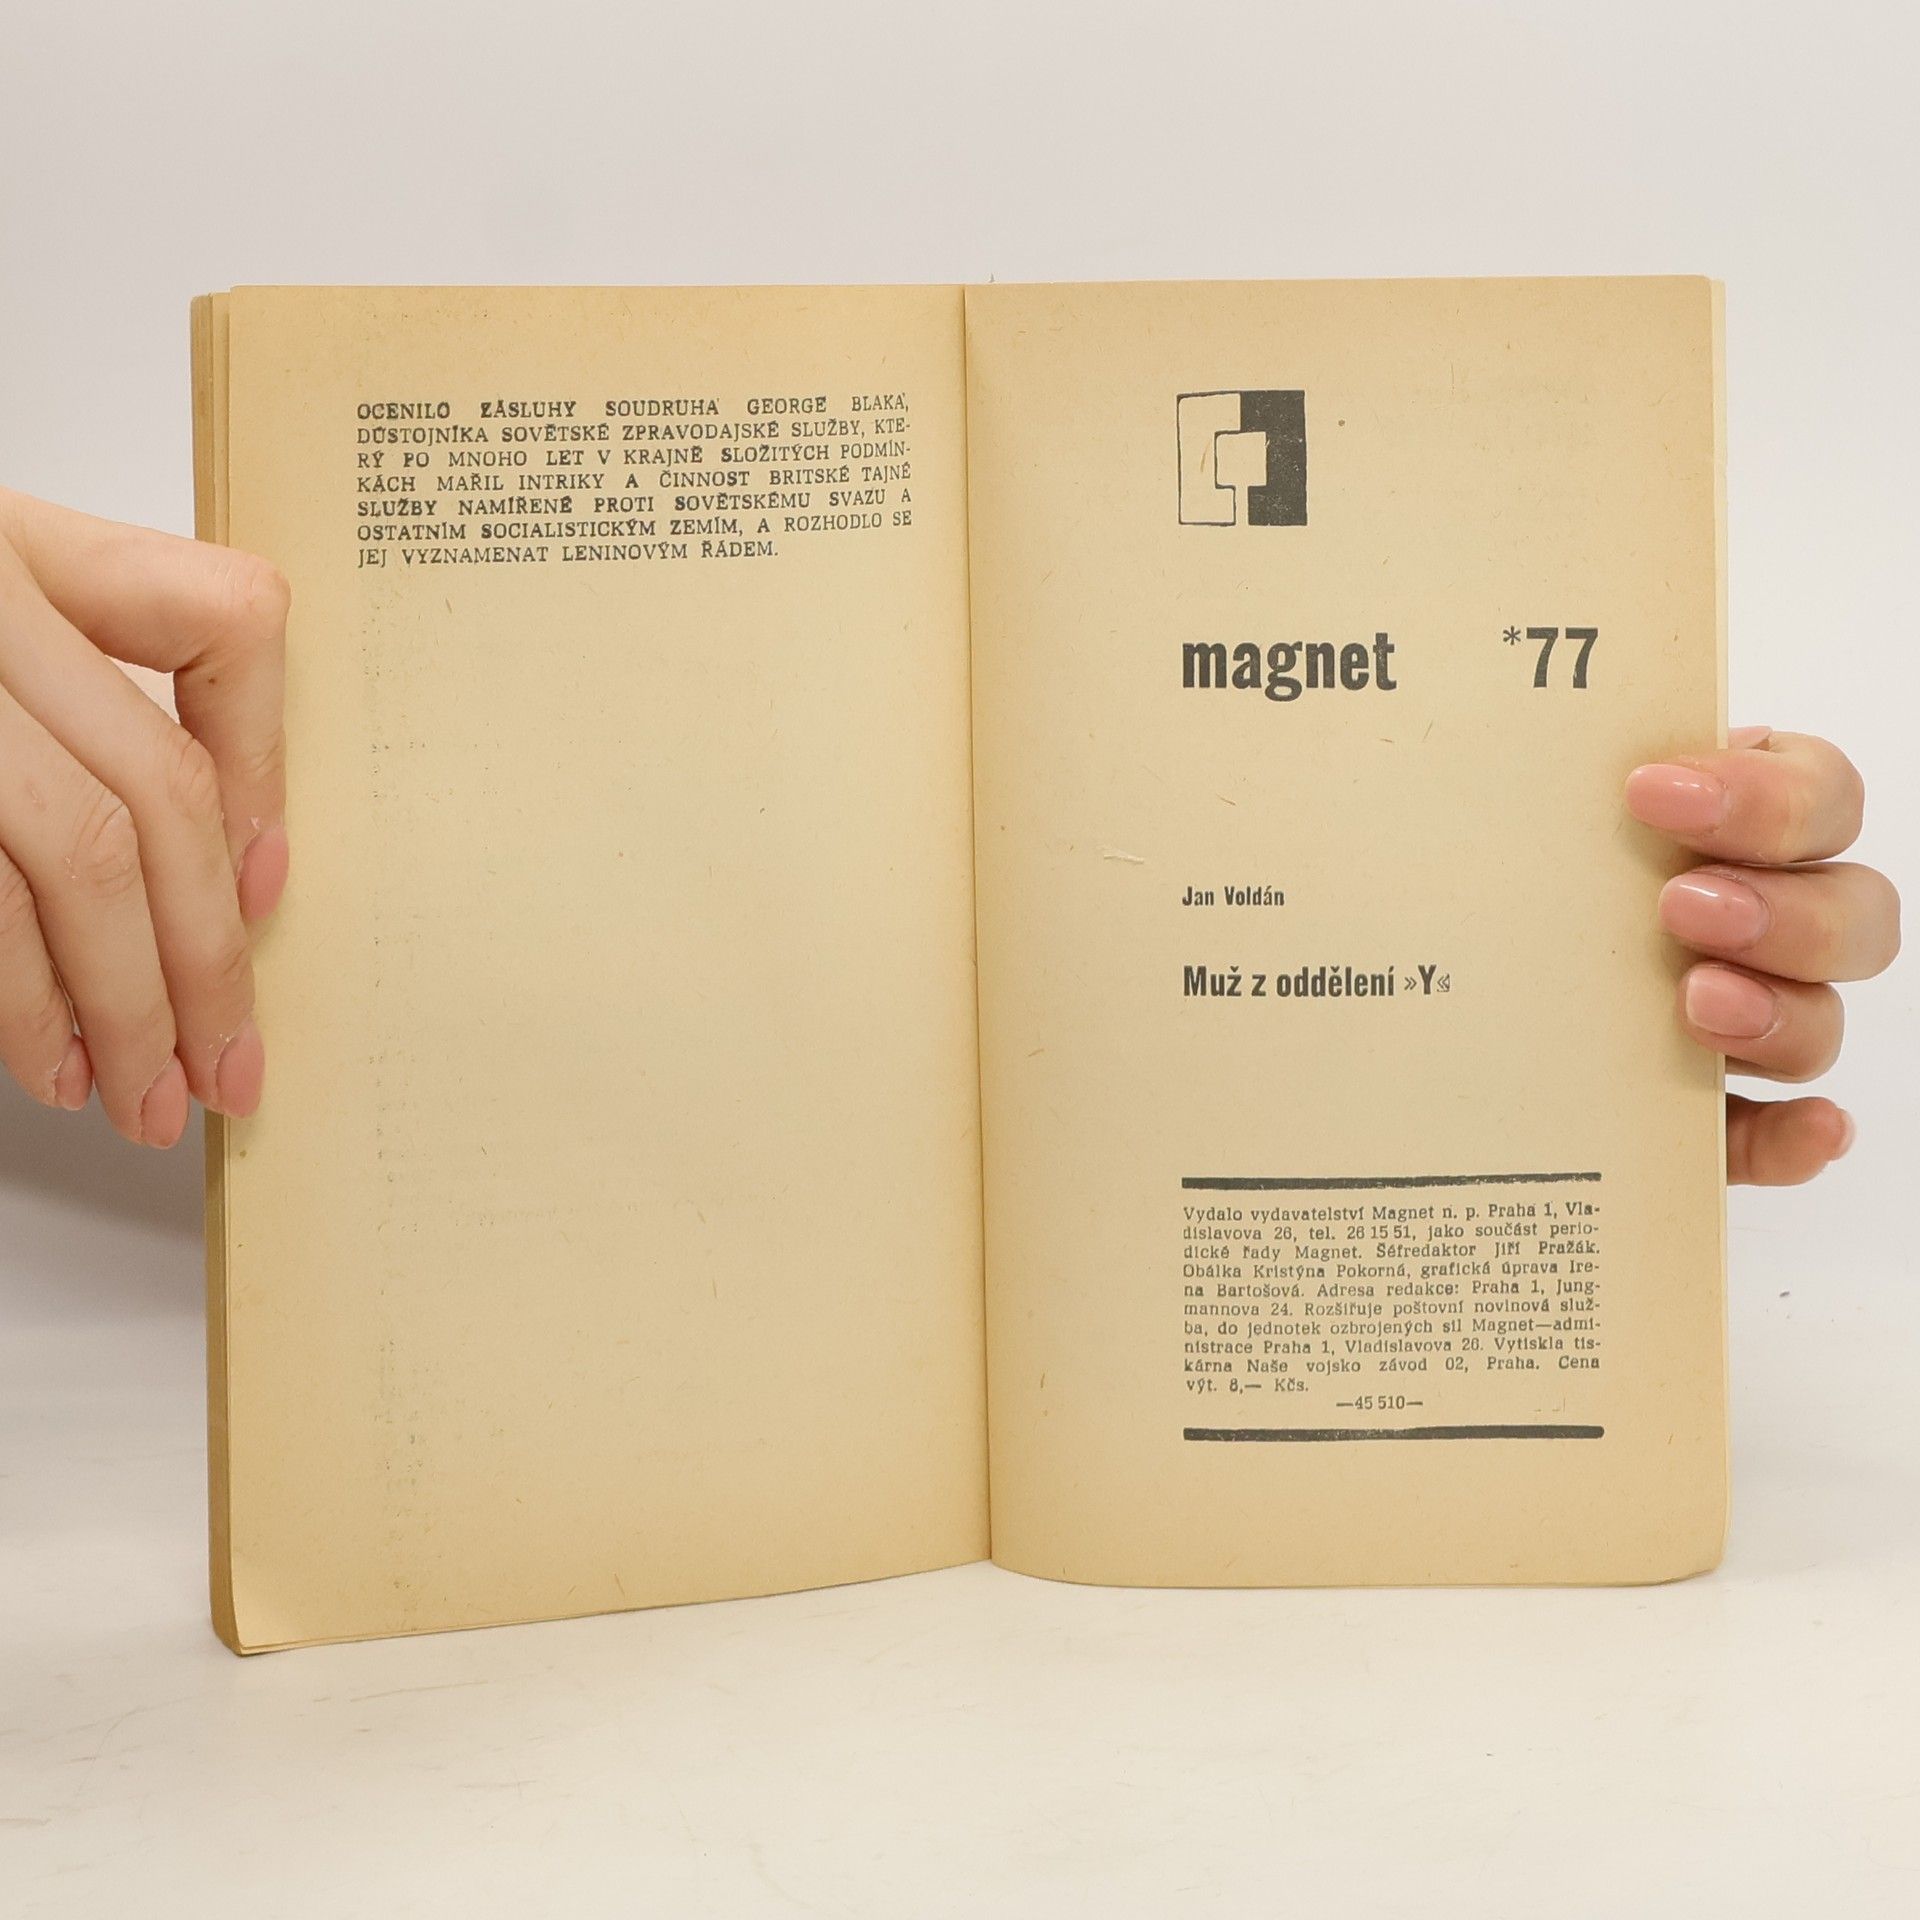 OCENILO ZÁSLUHY SOUDRUHA GEORGE BLAKA,
DŮSTOJNÍKA SOVĚTSKÉ ZPRAVODAJSKÉ SLUŽBY, KTE-
RÝ PO MNOHO LET V KRAJNĚ SLOŽITÝCH PODMÍN-
KÁCH MAŘIL INTRIKY A ČINNOST BRITSKÉ TAJNÉ
SLUŽBY NAMÍŘENÉ PROTI SOVĚTSKÉMU SVAZU A
OSTATNÍM SOCIALISTICKÝM ZEMÍM, A ROZHODLO SE
JEJ VYZNAMENAT LENINOVÝM ŘÁDEM.
magnet *77
Jan Voldán
Muž z oddělení »Y«
Vydalo vydavatelství Magnet n. p. Praha 1, Vla-
dislavova 26, tel. 26 15 51, jako součást perio-
dické řady Magnet. Šéfredaktor Jiří Pražák.
Obálka Kristýna Pokorná, grafická úprava Ire-
na Bartošová. Adresa redakce: Praha 1, Jung-
mannova 24. Rozšiřuje poštovní novinová služ-
ba, do jednotek ozbrojených sil Magnet—admi-
nistrace Praha 1, Vladislavova 26. Vytiskla tis-
kárna Naše vojsko závod 02, Praha. Cena
výt. 8,— Kčs.
—45 510—